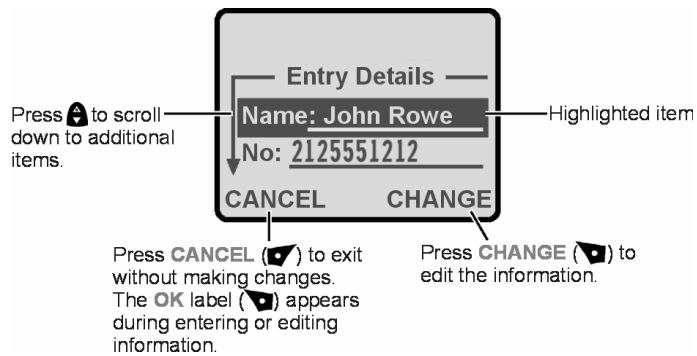 Entry Details
Name: John Rowe
No: 2125551212
CANCEL CHANGE
Press to scroll
down to additional
items.
Highlighted item
Press CANCEL ( ) to exit
without making changes.
The OK label ( ) appears
during entering or editing
information.
Press CHANGE ( ) to
edit the information.